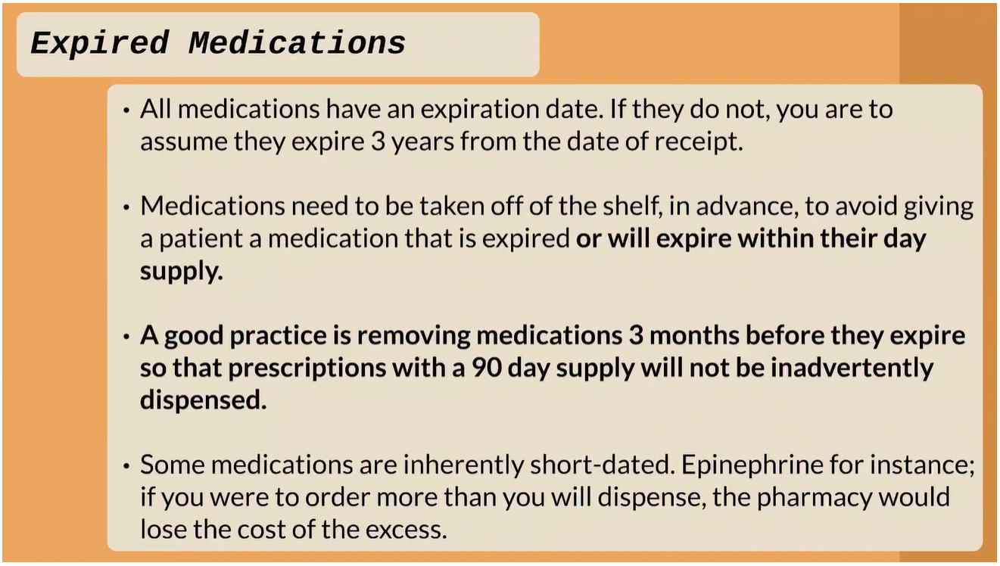 Expired Medications
• All medications have an expiration date. If they do not, you are to
assume they expire 3 years from the date of receipt.
• Medications need to be taken off of the shelf, in advance, to avoid giving
a patient a medication that is expired or will expire within their day
supply.
• A good practice is removing medications 3 months before they expire
so that prescriptions with a 90 day supply will not be inadvertently
dispensed.
• Some medications are inherently short-dated. Epinephrine for instance;
if you were to order more than you will dispense, the pharmacy would
lose the cost of the excess.